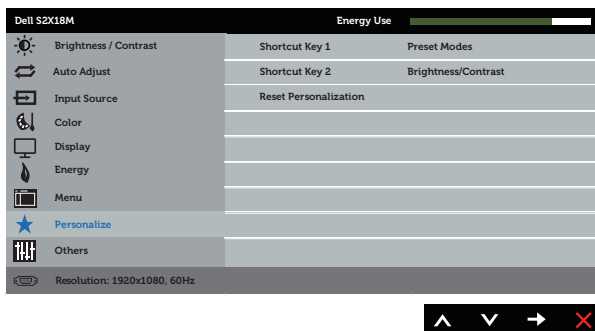 Dell S2X18M Energy Use
Brightness / Contrast Shortcut Key 1 Preset Modes
Auto Adjust Shortcut Key 2 Brightness/Contrast
Input Source Reset Personalization
Color
Display
Energy
Menu
Personalize
Others
Resolution: 1920x1080, 60Hz